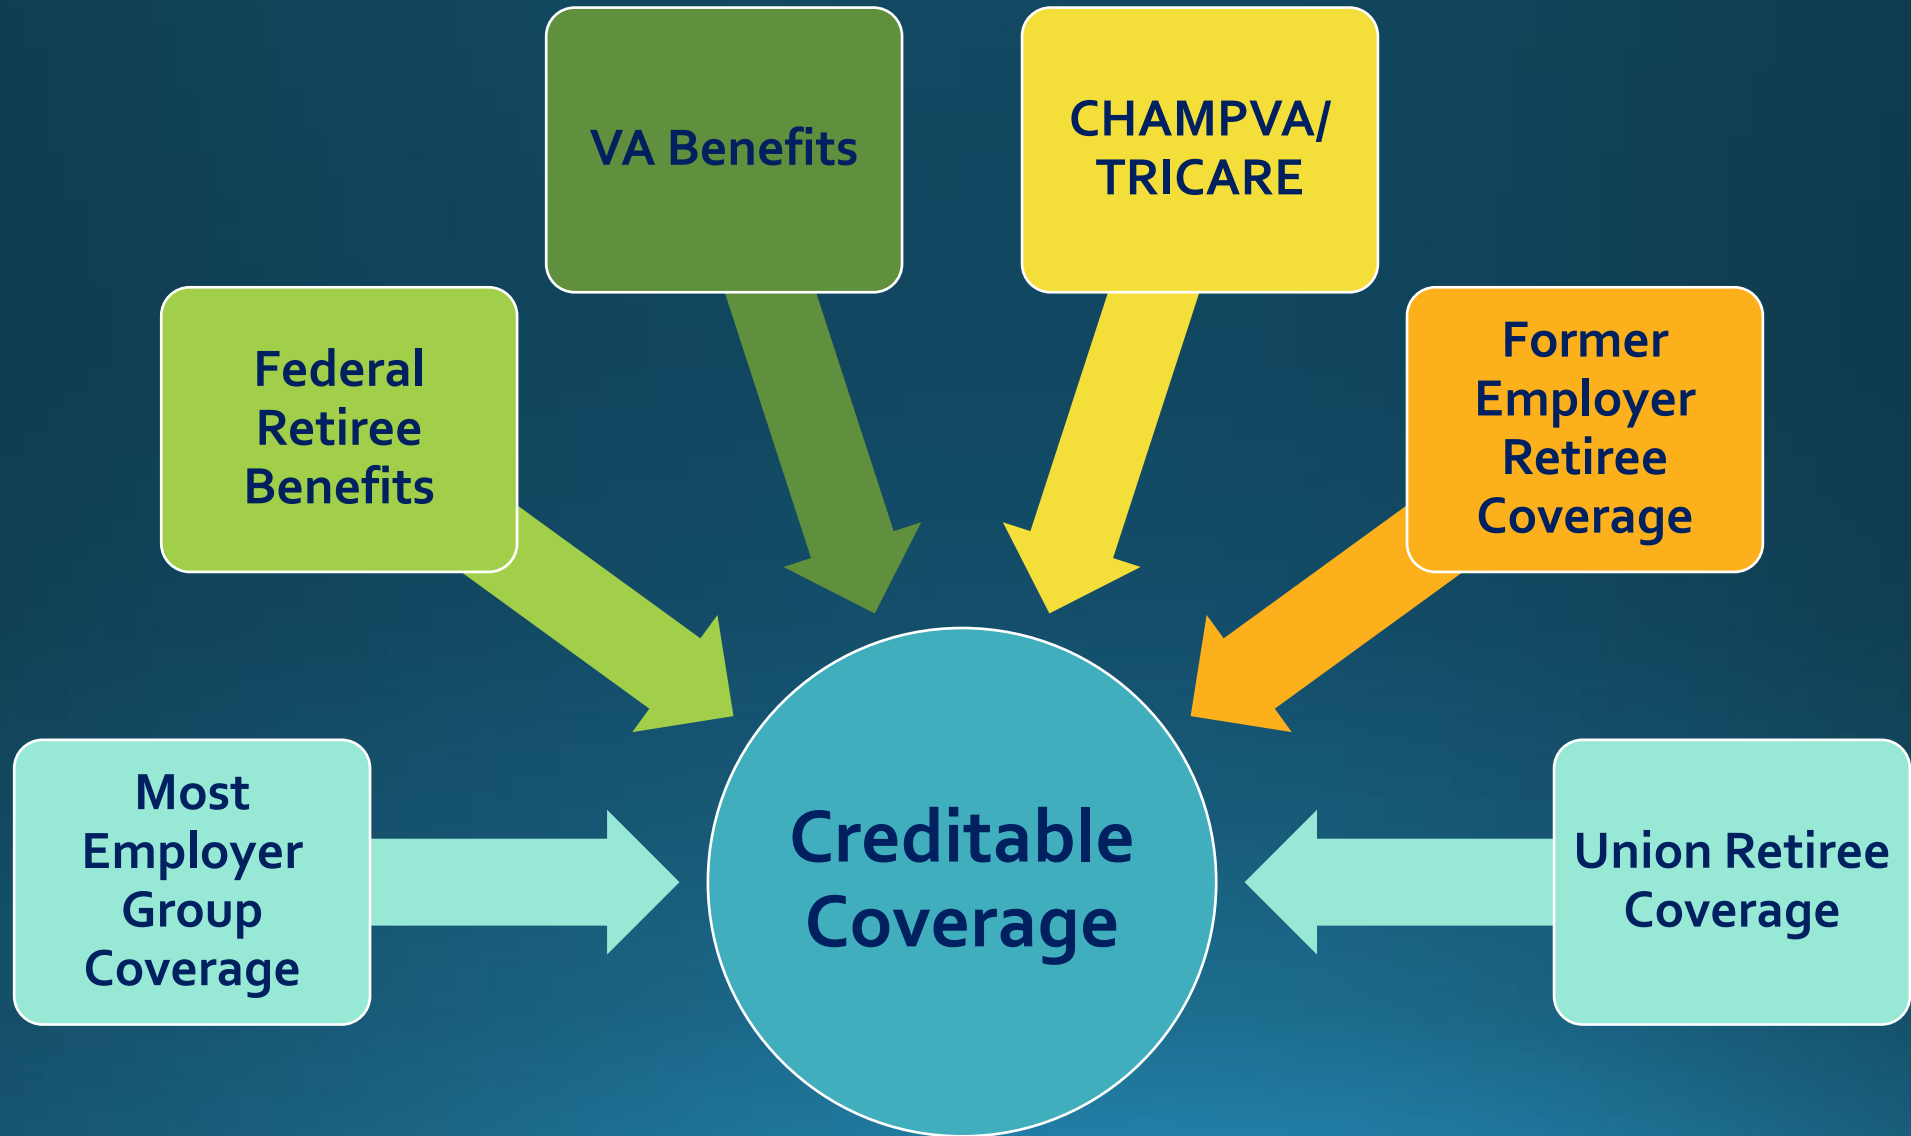 VA Benefits
CHAMPVA/
TRICARE
Federal
Retiree
Benefits
Former
Employer
Retiree
Coverage
Most
Employer
Group
Coverage
Creditable
Coverage
Union Retiree
Coverage